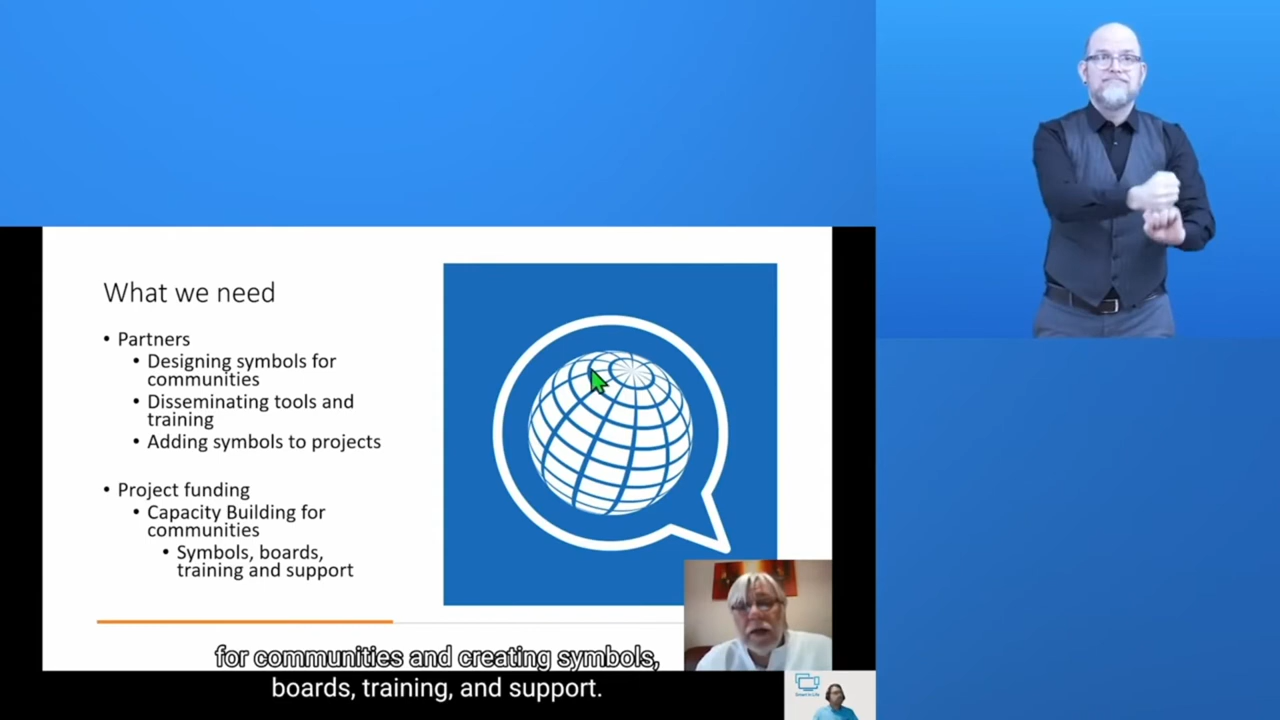 What we need
• Partners
• Designing symbols for
communities
• Disseminating tools and
training
• Adding symbols to projects
• Project funding
• Capacity Building for
communities
• Symbols, boards,
training and support
for communities and creating symbols,
boards, training, and support.